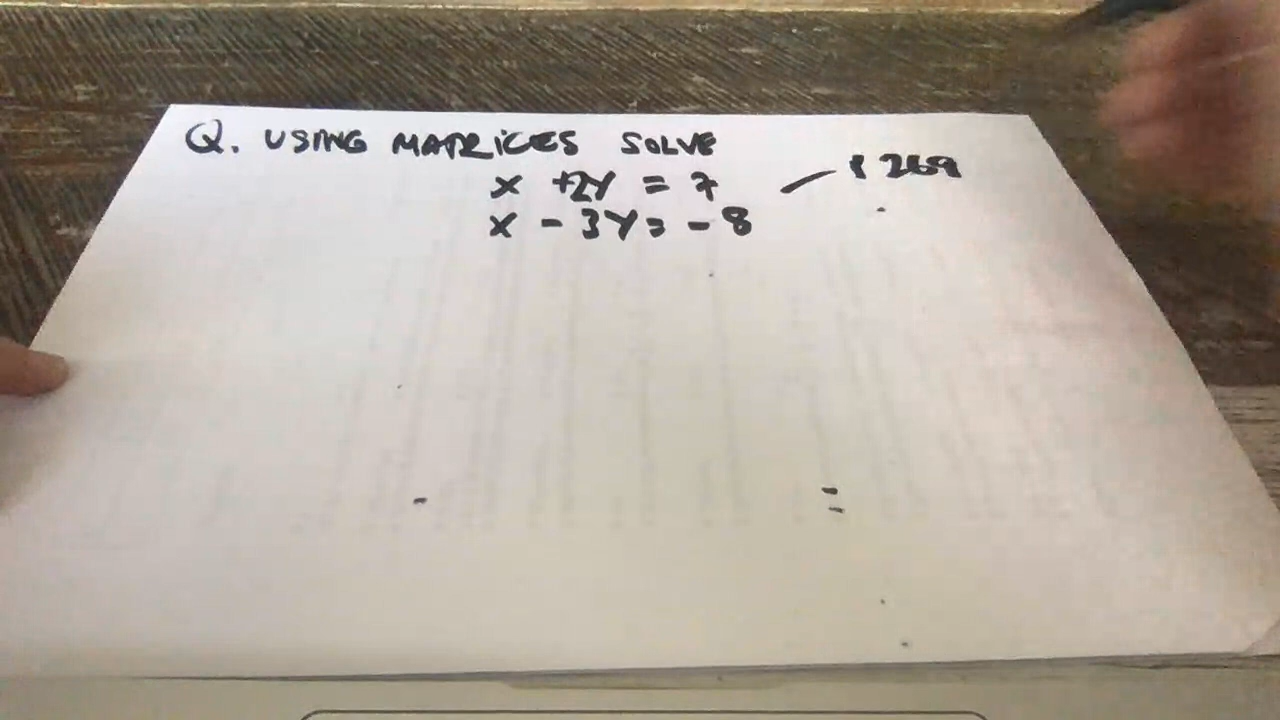 Q. USING MATRICES SOLVE
x +2y = 7
x - 3y = - 8